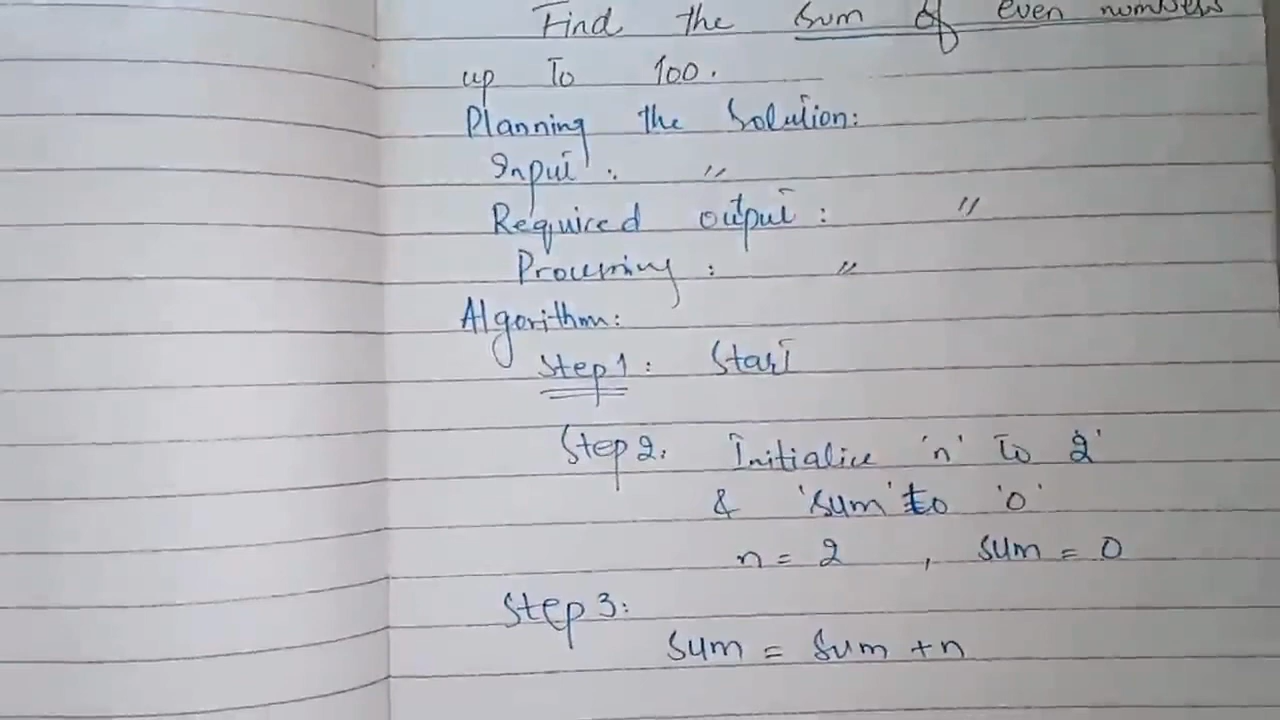 Find the sum of even numbers
up to 100.
Planning the Solution:
Input : "
Required output : "
Processing : "
Algorithm:
Step 1 : Start
Step 2. Initialice 'n' to 2'
& 'sum' to '0'
n = 2 , sum = 0
Step 3:
sum = sum + n